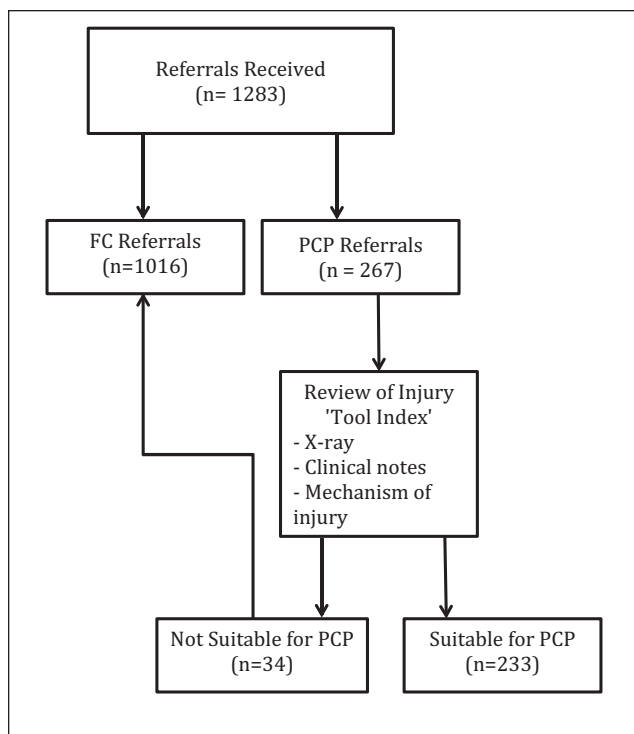 Referrals Received
(n= 1283)
FC Referrals
(n=1016)
PCP Referrals
(n = 267)
Review of Injury
'Tool Index'
- X-ray
- Clinical notes
- Mechanism of
injury
Not Suitable for PCP
(n=34)
Suitable for PCP
(n=233)